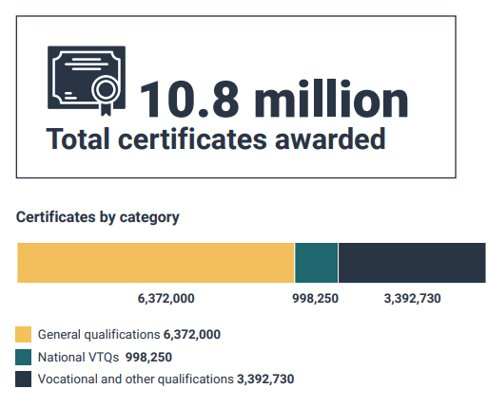 10.8 million
Total certificates awarded
Certificates by category
6,372,000 998,250 3,392,730
General qualifications 6,372,000
National VTQs 998,250
Vocational and other qualifications 3,392,730